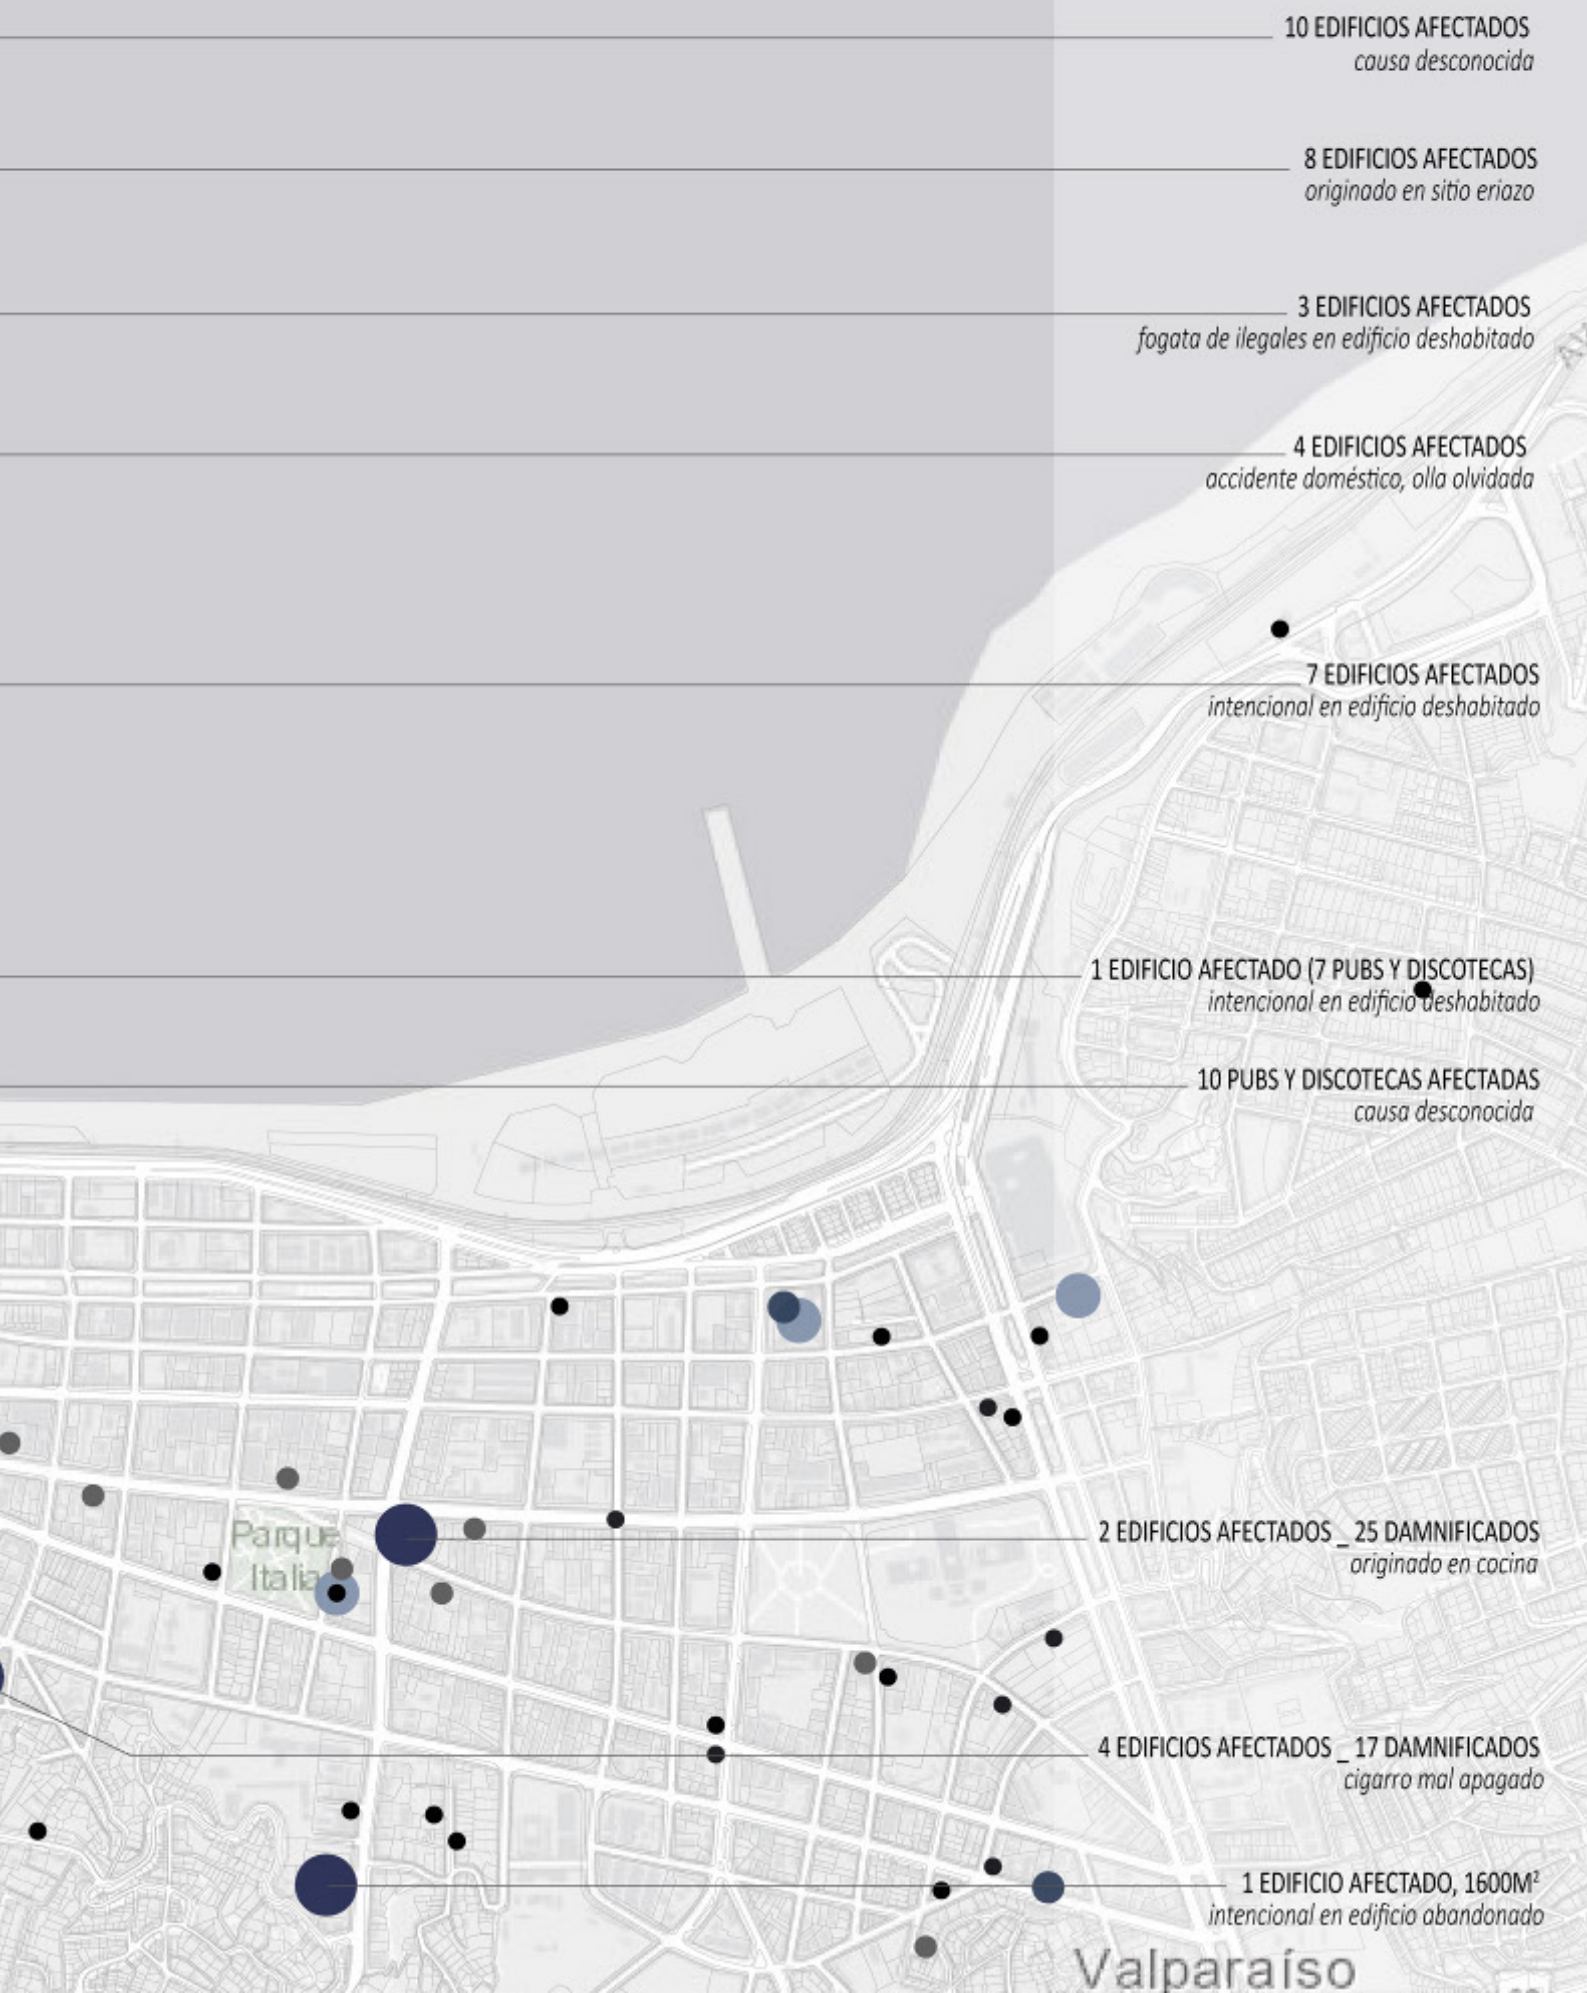 10 EDIFICIOS AFECTADOS
causa desconocida
8 EDIFICIOS AFECTADOS
originado en sitio eriazo
3 EDIFICIOS AFECTADOS
fogata de ilegales en edificio deshabitado
4 EDIFICIOS AFECTADOS
accidente doméstico, olla olvidada
7 EDIFICIOS AFECTADOS
intencional en edificio deshabitado
1 EDIFICIO AFECTADO (7 PUBS Y DISCOTECAS)
intencional en edificio deshabitado
10 PUBS Y DISCOTECAS AFECTADAS
causa desconocida
Parque
Italia
2 EDIFICIOS AFECTADOS _ 25 DAMNIFICADOS
originado en cocina
4 EDIFICIOS AFECTADOS _ 17 DAMNIFICADOS
cigarro mal apagado
1 EDIFICIO AFECTADO, 1600M²
intencional en edificio abandonado
Valparaíso